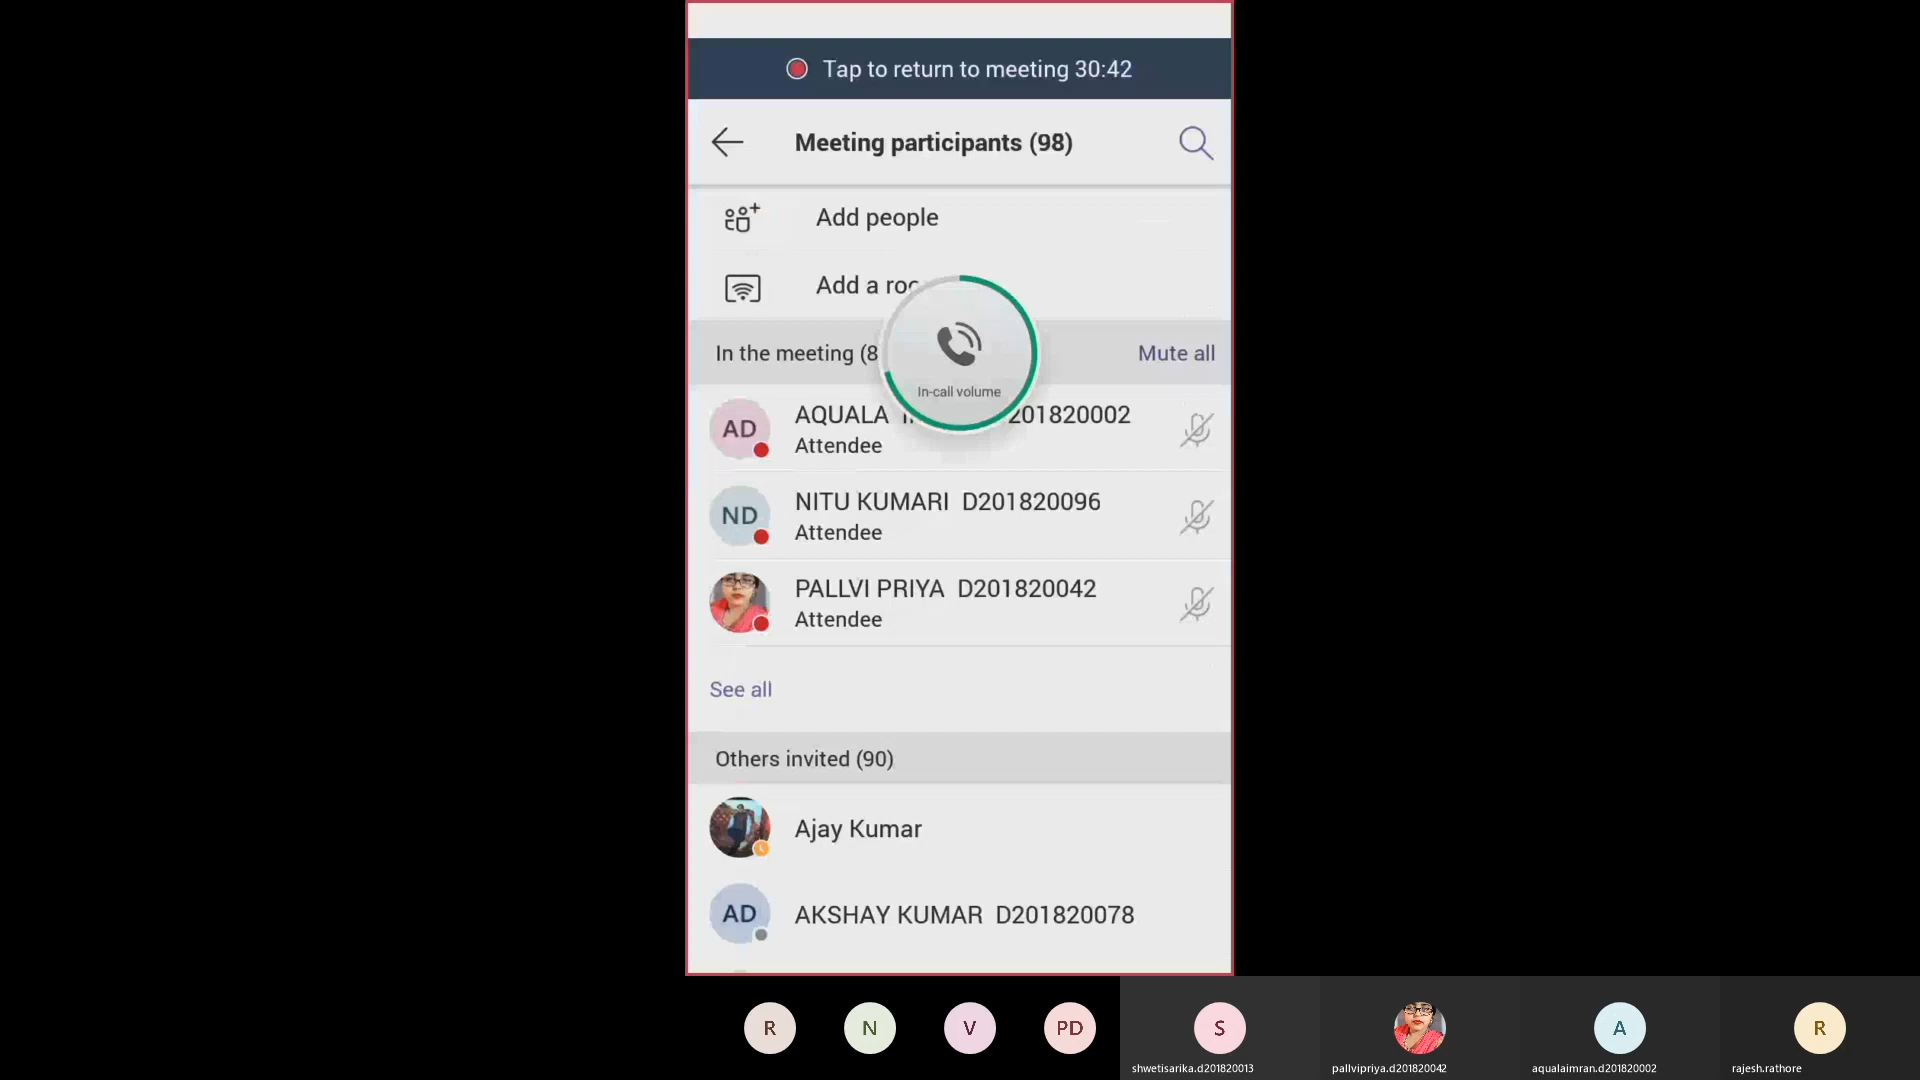 Tap to return to meeting 30:42
Meeting participants (98)
Add people
Add a
In the meeting (8
Mute all
In-call volume
AD
AQUALA 201820002
Attendee
ND
NITU KUMARI D201820096
Attendee
PALLVI PRIYA D201820042
Attendee
See all
Others invited (90)
Ajay Kumar
AD
AKSHAY KUMAR D201820078
R
N
V
PD
S
A
R
shwetisarika.d201820013
pallvipriya.d201820042
aqualaimran.d201820002
rajesh.rathore